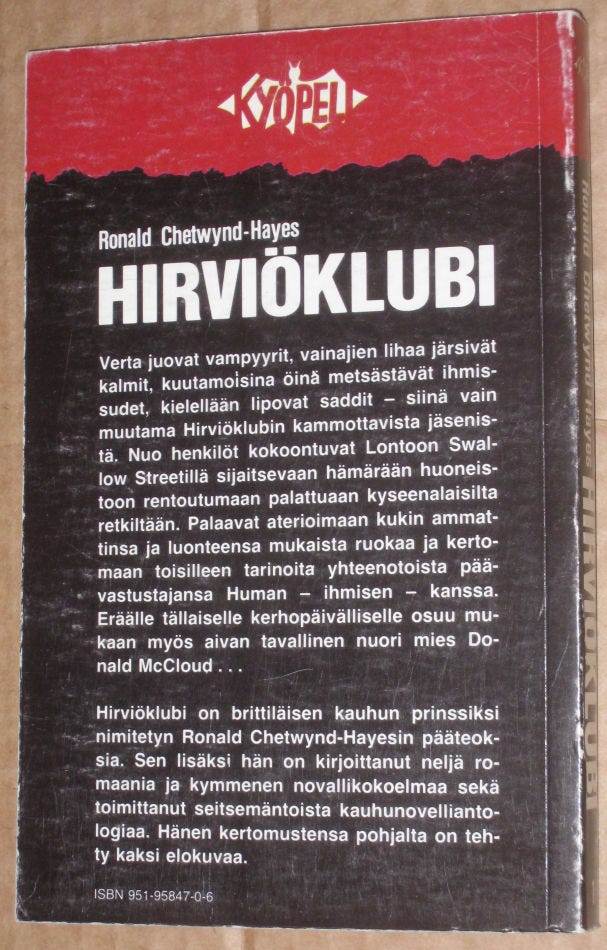 KYÖPELI
Ronald Chetwynd-Hayes
HIRVIÖKLUBI
Verta juovat vampyyrit, vainajien lihaa järsivät
kalmit, kuutamoisina öinä metsästävät ihmis-
sudet, kielellään lipovat saddit – siinä vain
muutama Hirviöklubin kammottavista jäsenis-
tä. Nuo henkilöt kokoontuvat Lontoon Swal-
low Streetillä sijaitsevaan hämärään huoneis-
toon rentoutumaan palattuaan kyseenalaisilta
retkiltään. Palaavat aterioimaan kukin ammat-
tinsa ja luonteensa mukaista ruokaa ja kerto-
maan toisilleen tarinoita yhteenotoista pää-
vastustajansa Human – ihmisen – kanssa.
Eräälle tällaiselle kerhopäivälliselle osuu mu-
kaan myös aivan tavallinen nuori mies Do-
nald McCloud . . .
Hirviöklubi on brittiläisen kauhun prinssiksi
nimitetyn Ronald Chetwynd-Hayesin pääteok-
sia. Sen lisäksi hän on kirjoittanut neljä ro-
maania ja kymmenen novallikokoelmaa sekä
toimittanut seitsemäntoista kauhunovellianto-
logiaa. Hänen kertomustensa pohjalta on teh-
ty kaksi elokuvaa.
ISBN 951-95847-0-6
Ronald Chetwynd-Hayes HIRVIÖKLUBI